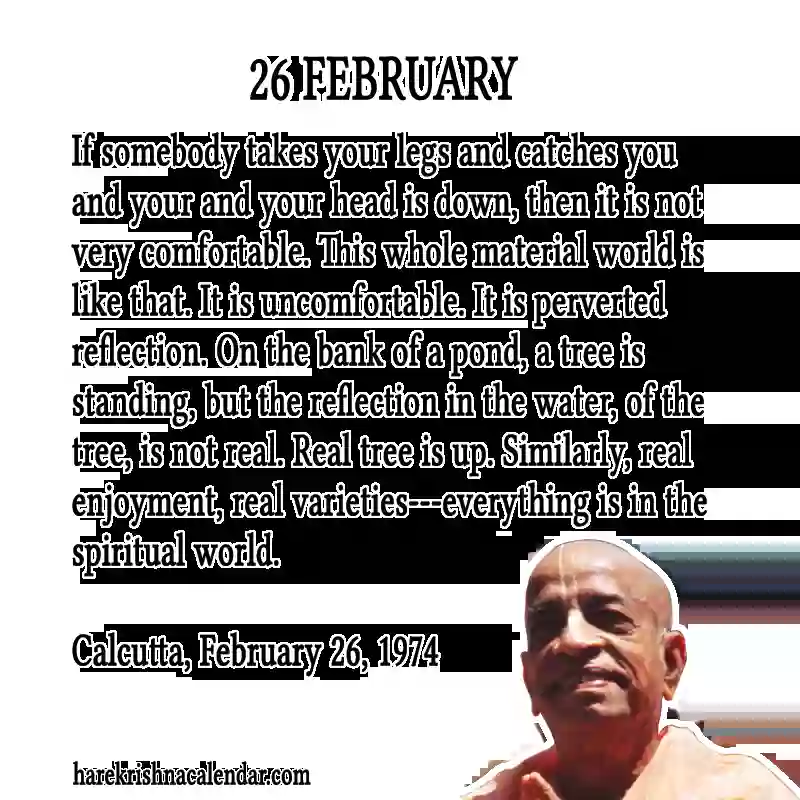 26 FEBRUARY
If somebody takes your legs and catches you
and your and your head is down, then it is not
very comfortable. This whole material world is
like that. It is uncomfortable. It is perverted
reflection. On the bank of a pond, a tree is
standing, but the reflection in the water, of the
tree, is not real. Real tree is up. Similarly, real
enjoyment, real varieties---everything is in the
spiritual world.
Calcutta, February 26, 1974
harekrishnacalendar.com